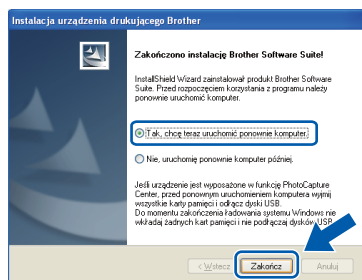 Instalacja urządzenia drukującego Brother
Zakończono instalację Brother Software Suite!
InstallShield Wizard zainstalował produkt Brother Software
Suite. Przed rozpoczęciem korzystania z programu należy
ponownie uruchomić komputer.
Tak, chcę teraz uruchomić ponownie komputer.
Nie, uruchomię ponownie komputer później.
Jeśli urządzenie jest wyposażone w funkcję PhotoCapture
Center, przed ponownym uruchomieniem komputera wyjmij
wszystkie karty pamięci i odłącz dyski USB.
Do momentu zakończenia ładowania systemu Windows nie
wkładaj żadnych kart pamięci i nie podłączaj dysków USB.
< Wstecz
Zakończ
Anuluj